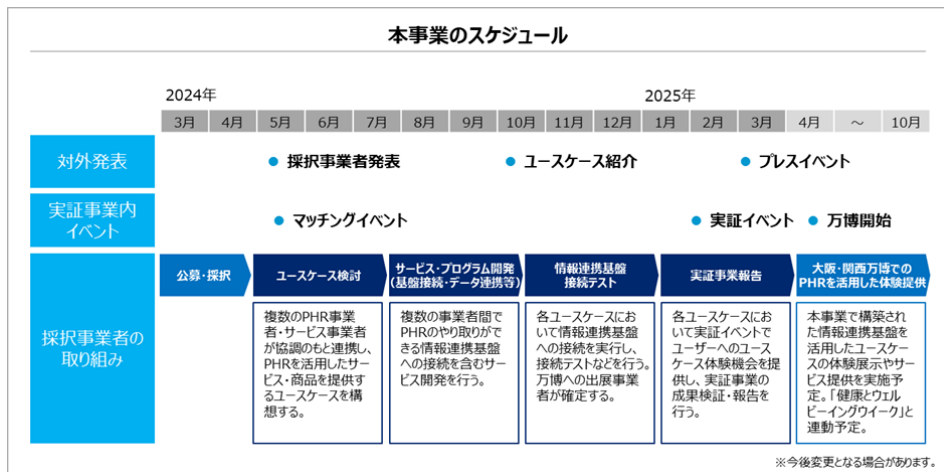 本事業のスケジュール
2024年
2025年
3月 4月 5月 6月 7月 8月 9月 10月 11月 12月 1月 2月 3月 4月 ～ 10月
対外発表
採択事業者発表
ユースケース紹介
プレスイベント
実証事業内
イベント
マッチングイベント
実証イベント
万博開始
採択事業者の
取り組み
公募・採択
ユースケース検討
サービス・プログラム開発
(基盤接続・データ連携等)
情報連携基盤
接続テスト
実証事業報告
大阪・関西万博での
PHRを活用した体験提供
複数のPHR事業
者・サービス事業者
が協調のもと連携し、
PHRを活用したサー
ビス・商品を提供す
るユースケースを構
想する。
複数の事業者間で
PHRのやり取りがで
きる情報連携基盤
への接続を含むサー
ビス開発を行う。
各ユースケースにお
いて情報連携基盤
への接続を実行し、
接続テストなどを行う。
万博への出展事業
者が確定する。
各ユースケースにお
いて実証イベントで
ユーザーへのユース
ケース体験機会を提
供し、実証事業の
成果検証・報告を
行う。
本事業で構築され
た情報連携基盤を
活用したユースケー
スの体験展示やサー
ビス提供を実施予
定。「健康とウェル
ビーイングウイーク」と
連動予定。
※今後変更となる場合があります。